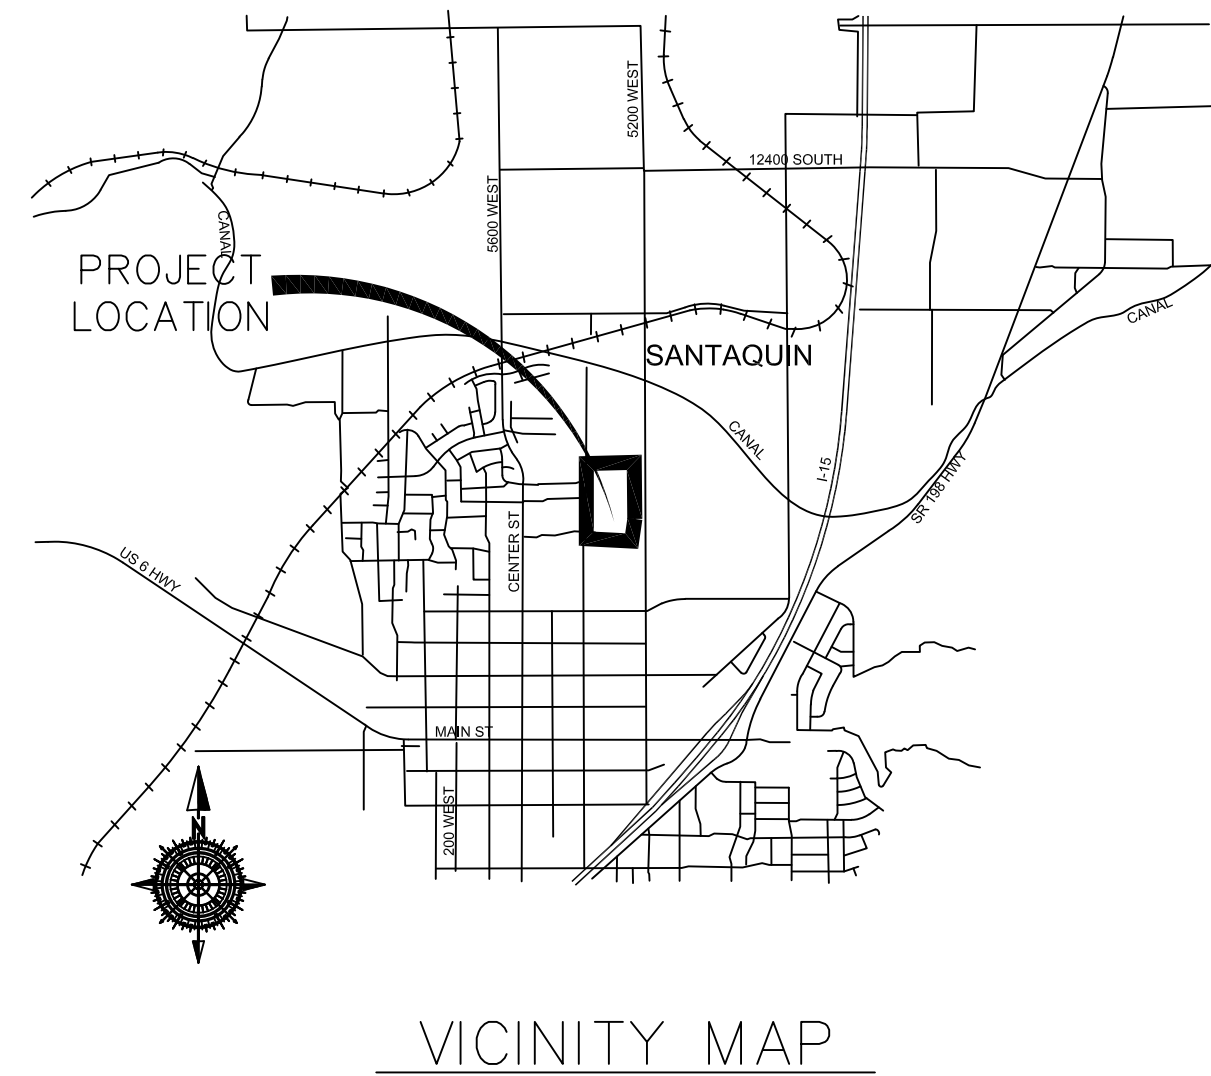 5200 WEST
12400 SOUTH
5600 WEST
CANAL
PROJECT
LOCATION
CANAL
SANTAQUIN
CANAL
I-15
SR 198 HWY
CENTER ST
US 6 HWY
MAIN ST
200 WEST
N
VICINITY MAP